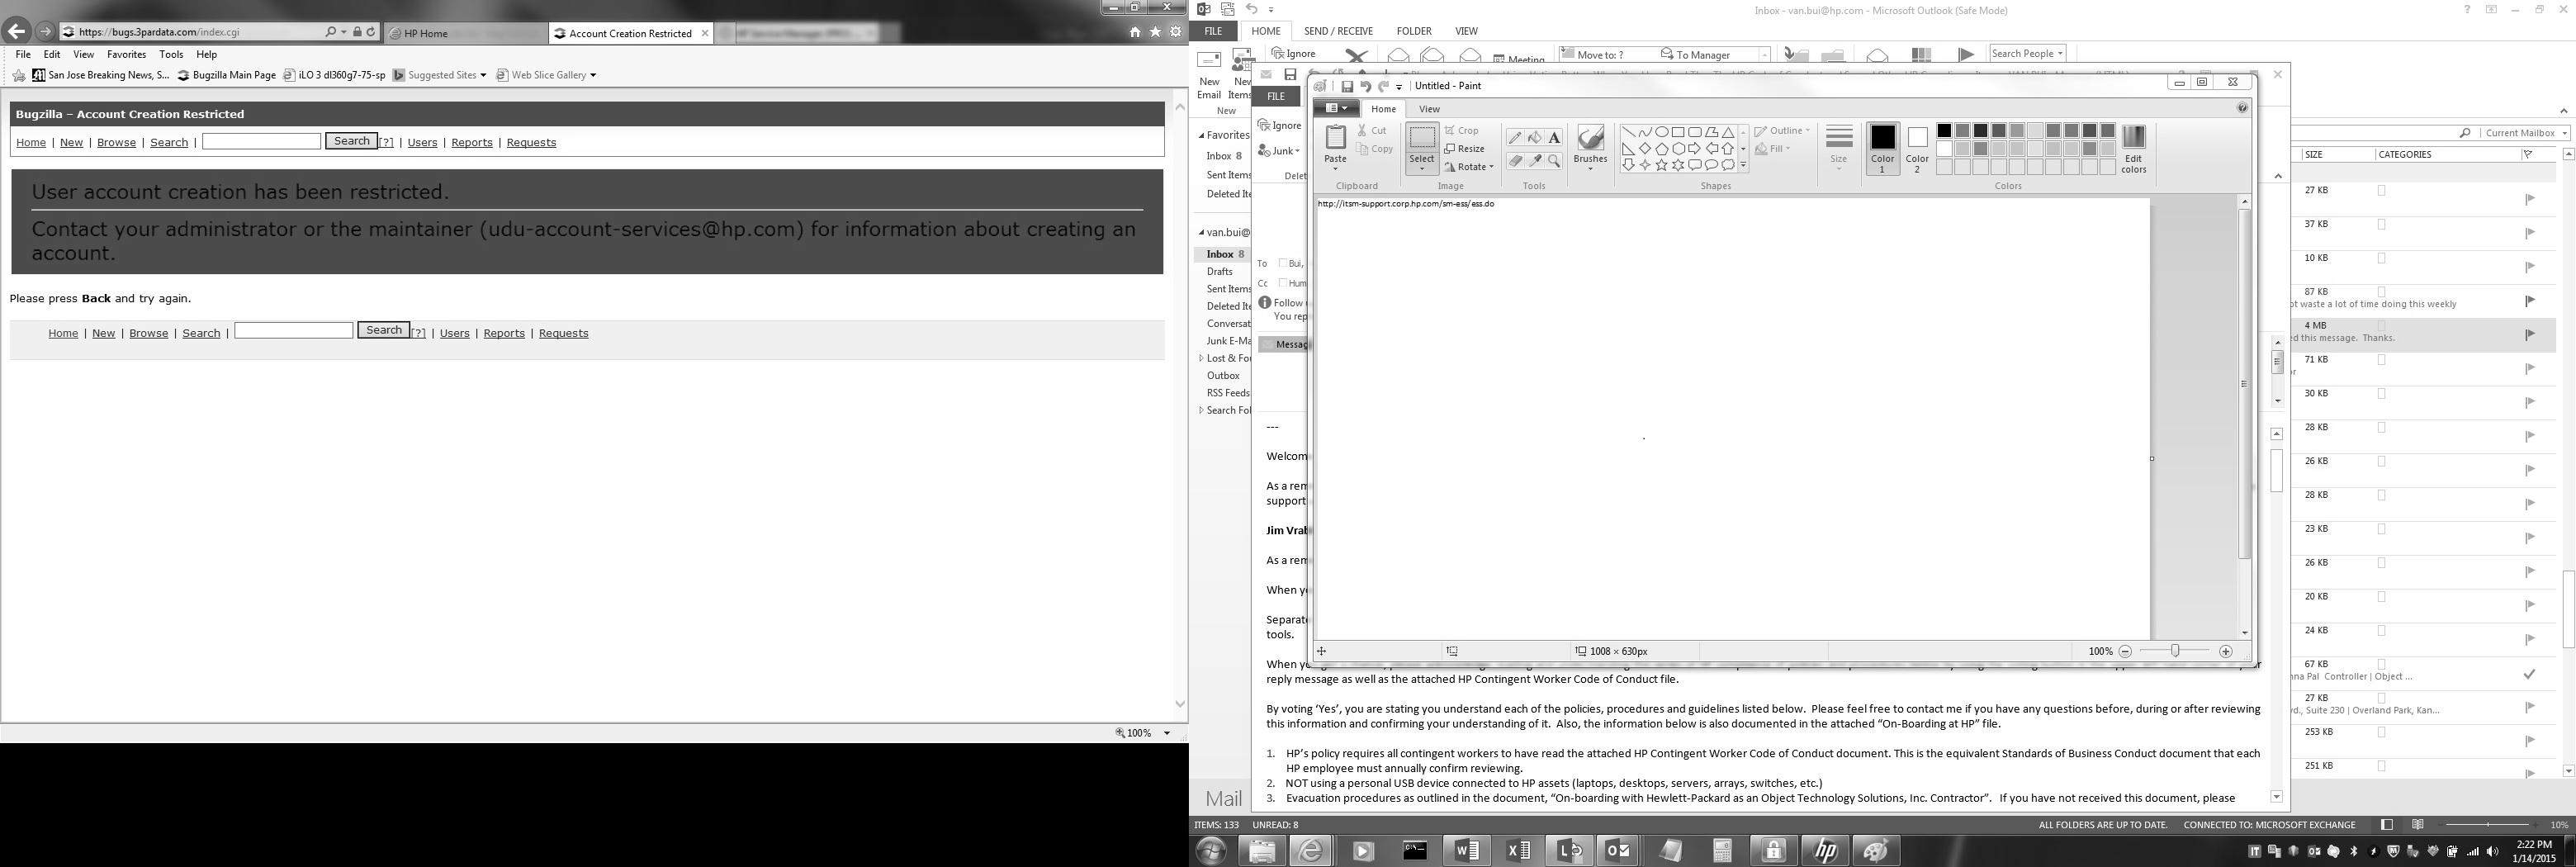 https://bugs.3pardata.com/index.cgi
HP Home
Account Creation Restricted
File Edit View Favorites Tools Help
San Jose Breaking News, S... Bugzilla Main Page iLO 3 dl360g7-75-sp Suggested Sites Web Slice Gallery
Bugzilla – Account Creation Restricted
Home | New | Browse | Search | Search [?] | Users | Reports | Requests
User account creation has been restricted.
Contact your administrator or the maintainer (udu-account-services@hp.com) for information about creating an
account.
Please press Back and try again.
Home | New | Browse | Search | Search [?] | Users | Reports | Requests
100%
Inbox - van.bui@hp.com - Microsoft Outlook (Safe Mode)
FILE HOME SEND / RECEIVE FOLDER VIEW
Ignore Meeting Move to: ? To Manager Search People
New Email
New Items
New
Favorites
Inbox 8
Sent Items
Deleted Ite
van.bui@
Inbox 8
Drafts
Sent Items
Deleted Ite
Conversat
Junk E-Ma
Lost & Fou
Outbox
RSS Feeds
Search Fol
FILE
Ignore
Junk
Delet
To Bui,
Cc Hum
Follow
You rep
Messag
Untitled - Paint
Home View
Paste Cut Copy
Clipboard
Select Crop Resize Rotate
Image
Tools
Brushes
Shapes
Outline Fill
Size
Color 1
Color 2
Edit colors
Colors
http://itsm-support.corp.hp.com/sm-ess/ess.do
1008 × 630px
100%
Current Mailbox
SIZE CATEGORIES
27 KB
37 KB
10 KB
87 KB
ot waste a lot of time doing this weekly
4 MB
ed this message. Thanks.
71 KB
or
30 KB
28 KB
26 KB
28 KB
23 KB
26 KB
20 KB
24 KB
67 KB
nna Pal Controller | Object ...
27 KB
vd., Suite 230 | Overland Park, Kan...
253 KB
251 KB
---
Welcom
As a rem
support
Jim Vrab
As a rem
When yo
Separate
tools.
When yo
reply message as well as the attached HP Contingent Worker Code of Conduct file.
By voting ‘Yes’, you are stating you understand each of the policies, procedures and guidelines listed below. Please feel free to contact me if you have any questions before, during or after reviewing
this information and confirming your understanding of it. Also, the information below is also documented in the attached “On-Boarding at HP” file.
1. HP’s policy requires all contingent workers to have read the attached HP Contingent Worker Code of Conduct document. This is the equivalent Standards of Business Conduct document that each
HP employee must annually confirm reviewing.
2. NOT using a personal USB device connected to HP assets (laptops, desktops, servers, arrays, switches, etc.)
3. Evacuation procedures as outlined in the document, “On-boarding with Hewlett-Packard as an Object Technology Solutions, Inc. Contractor”. If you have not received this document, please
Mail
ITEMS: 133 UNREAD: 8
ALL FOLDERS ARE UP TO DATE. CONNECTED TO: MICROSOFT EXCHANGE 10%
2:22 PM
1/14/2015